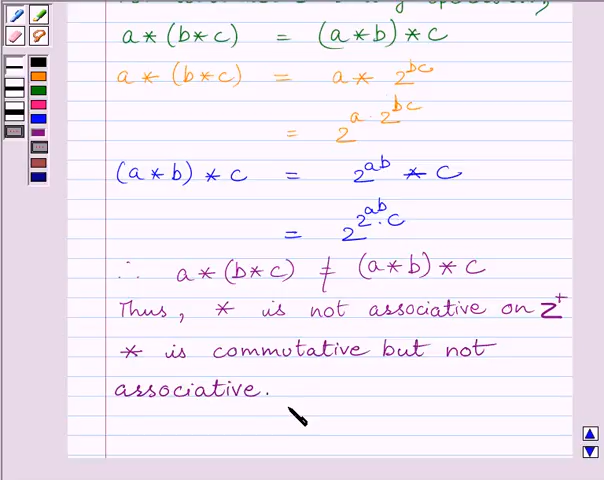 a * (b * c) = (a * b) * c
a * (b * c) = a * 2^{bc}
= 2^{a · 2^{bc}}
(a * b) * c = 2^{ab} * c
= 2^{2^{ab} · c}
∴ a * (b * c) ≠ (a * b) * c
Thus, * is not associative on Z⁺
* is commutative but not
associative.